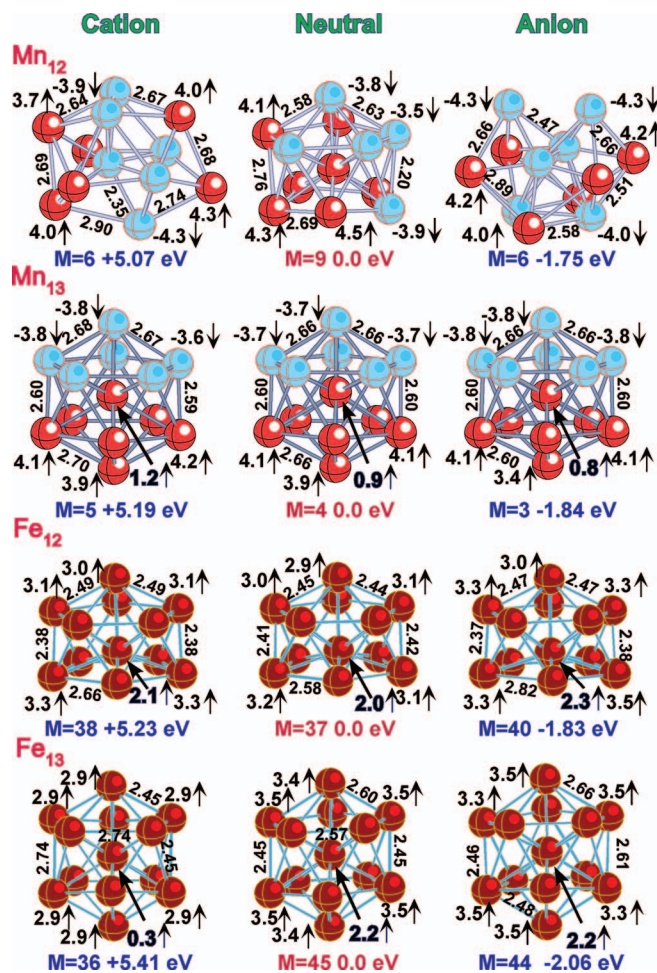 Cation Neutral Anion
Mn12
3.7↑ 2.64 -3.9↓ 2.67 4.0↑
2.69 2.68
4.0↑ 2.90 2.35 2.74 -4.3↓ 4.3↑
M=6 +5.07 eV
4.1↑ 2.58 -3.8↓ 2.63 -3.5↓
2.76 2.20
4.3↑ 2.69 4.5↑ -3.9↓
M=9 0.0 eV
-4.3↓ 2.66 2.47 -4.3↓ 2.66 4.2↑
4.2↑ 2.89 2.51
4.0↑ 2.58 -4.0↓
M=6 -1.75 eV
Mn13
-3.8↓ -3.8↓ 2.68 2.67 -3.6↓
2.60 2.59
4.1↑ 2.70 3.9↑ 1.2↑ 4.2↑
M=5 +5.19 eV
-3.7↓ -3.7↓ 2.66 2.66 -3.7↓
2.60 2.60
4.1↑ 2.66 3.9↑ 0.9↑ 4.1↑
M=4 0.0 eV
-3.8↓ -3.8↓ 2.66 2.66 -3.8↓
2.60 2.60
4.1↑ 2.60 3.4↑ 0.8↑ 4.1↑
M=3 -1.84 eV
Fe12
3.1↑ 3.0↑ 2.49 2.49 3.1↑
2.38 2.38
3.3↑ 2.66 2.1↑ 3.3↑
M=38 +5.23 eV
3.0↑ 2.9↑ 2.45 2.44 3.1↑
2.41 2.42
3.2↑ 2.58 2.0↑ 3.1↑
M=37 0.0 eV
3.3↑ 3.0↑ 2.47 2.47 3.3↑
2.37 2.38
3.3↑ 2.82 2.3↑ 3.5↑
M=40 -1.83 eV
Fe13
2.9↑ 2.9↑ 2.45 2.9↑
2.74 2.74 2.45
2.9↑ 2.9↑ 0.3↑ 2.9↑
M=36 +5.41 eV
3.5↑ 3.4↑ 2.60 3.5↑
2.45 2.57 2.45
3.5↑ 3.4↑ 2.2↑ 3.5↑
M=45 0.0 eV
3.3↑ 3.5↑ 2.66 3.5↑
2.46 2.61
3.5↑ 2.48 3.5↑ 2.2↑ 3.3↑
M=44 -2.06 eV